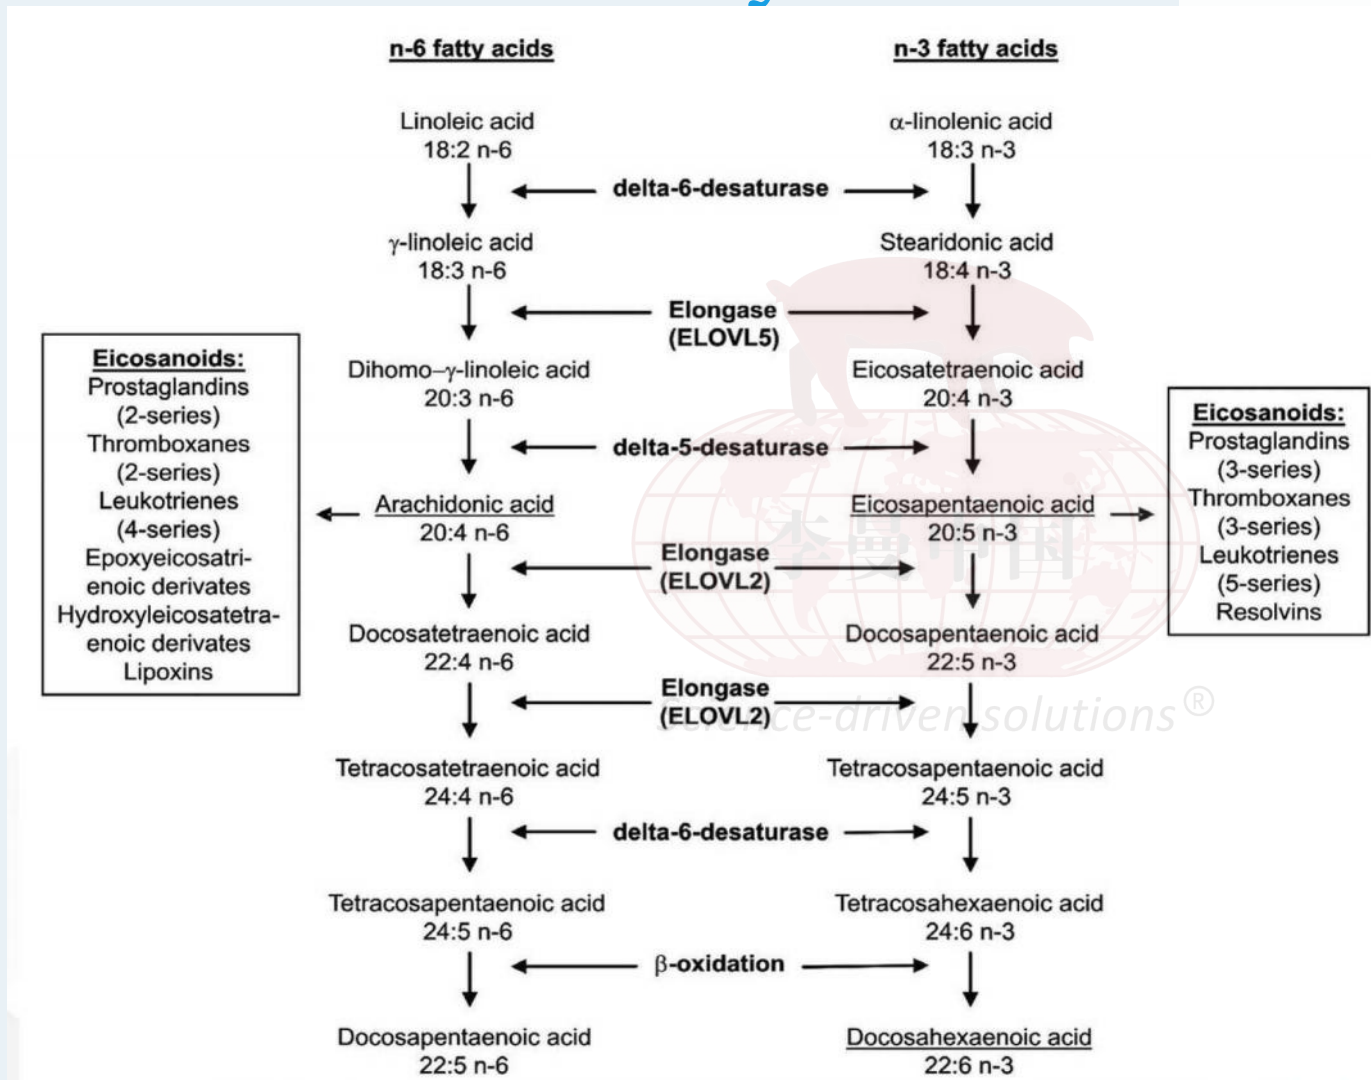 n-6 fatty acids
n-3 fatty acids
Linoleic acid
18:2 n-6
α-linolenic acid
18:3 n-3
delta-6-desaturase
γ-linoleic acid
18:3 n-6
Stearidonic acid
18:4 n-3
Elongase
(ELOVL5)
Dihomo–γ-linoleic acid
20:3 n-6
Eicosatetraenoic acid
20:4 n-3
delta-5-desaturase
Eicosanoids:
Prostaglandins
(2-series)
Thromboxanes
(2-series)
Leukotrienes
(4-series)
Epoxyeicosatri-
enoic derivates
Hydroxyleicosatetra-
enoic derivates
Lipoxins
Arachidonic acid
20:4 n-6
Eicosapentaenoic acid
20:5 n-3
Eicosanoids:
Prostaglandins
(3-series)
Thromboxanes
(3-series)
Leukotrienes
(5-series)
Resolvins
李曼中国
Elongase
(ELOVL2)
Docosatetraenoic acid
22:4 n-6
Docosapentaenoic acid
22:5 n-3
Elongase
(ELOVL2)
Science-driven solutions®
Tetracosatetraenoic acid
24:4 n-6
Tetracosapentaenoic acid
24:5 n-3
delta-6-desaturase
Tetracosapentaenoic acid
24:5 n-6
Tetracosahexaenoic acid
24:6 n-3
β-oxidation
Docosapentaenoic acid
22:5 n-6
Docosahexaenoic acid
22:6 n-3